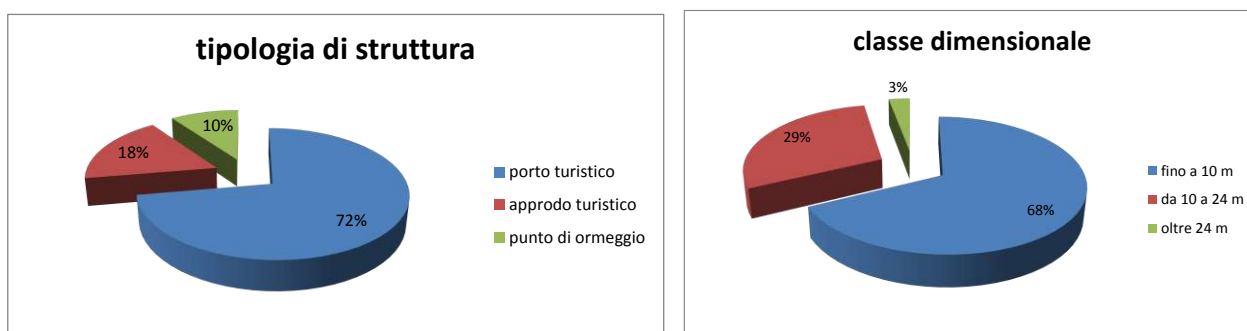 tipologia di struttura
10%
18%
72%
porto turistico
approdo turistico
punto di ormeggio
classe dimensionale
3%
29%
68%
fino a 10 m
da 10 a 24 m
oltre 24 m